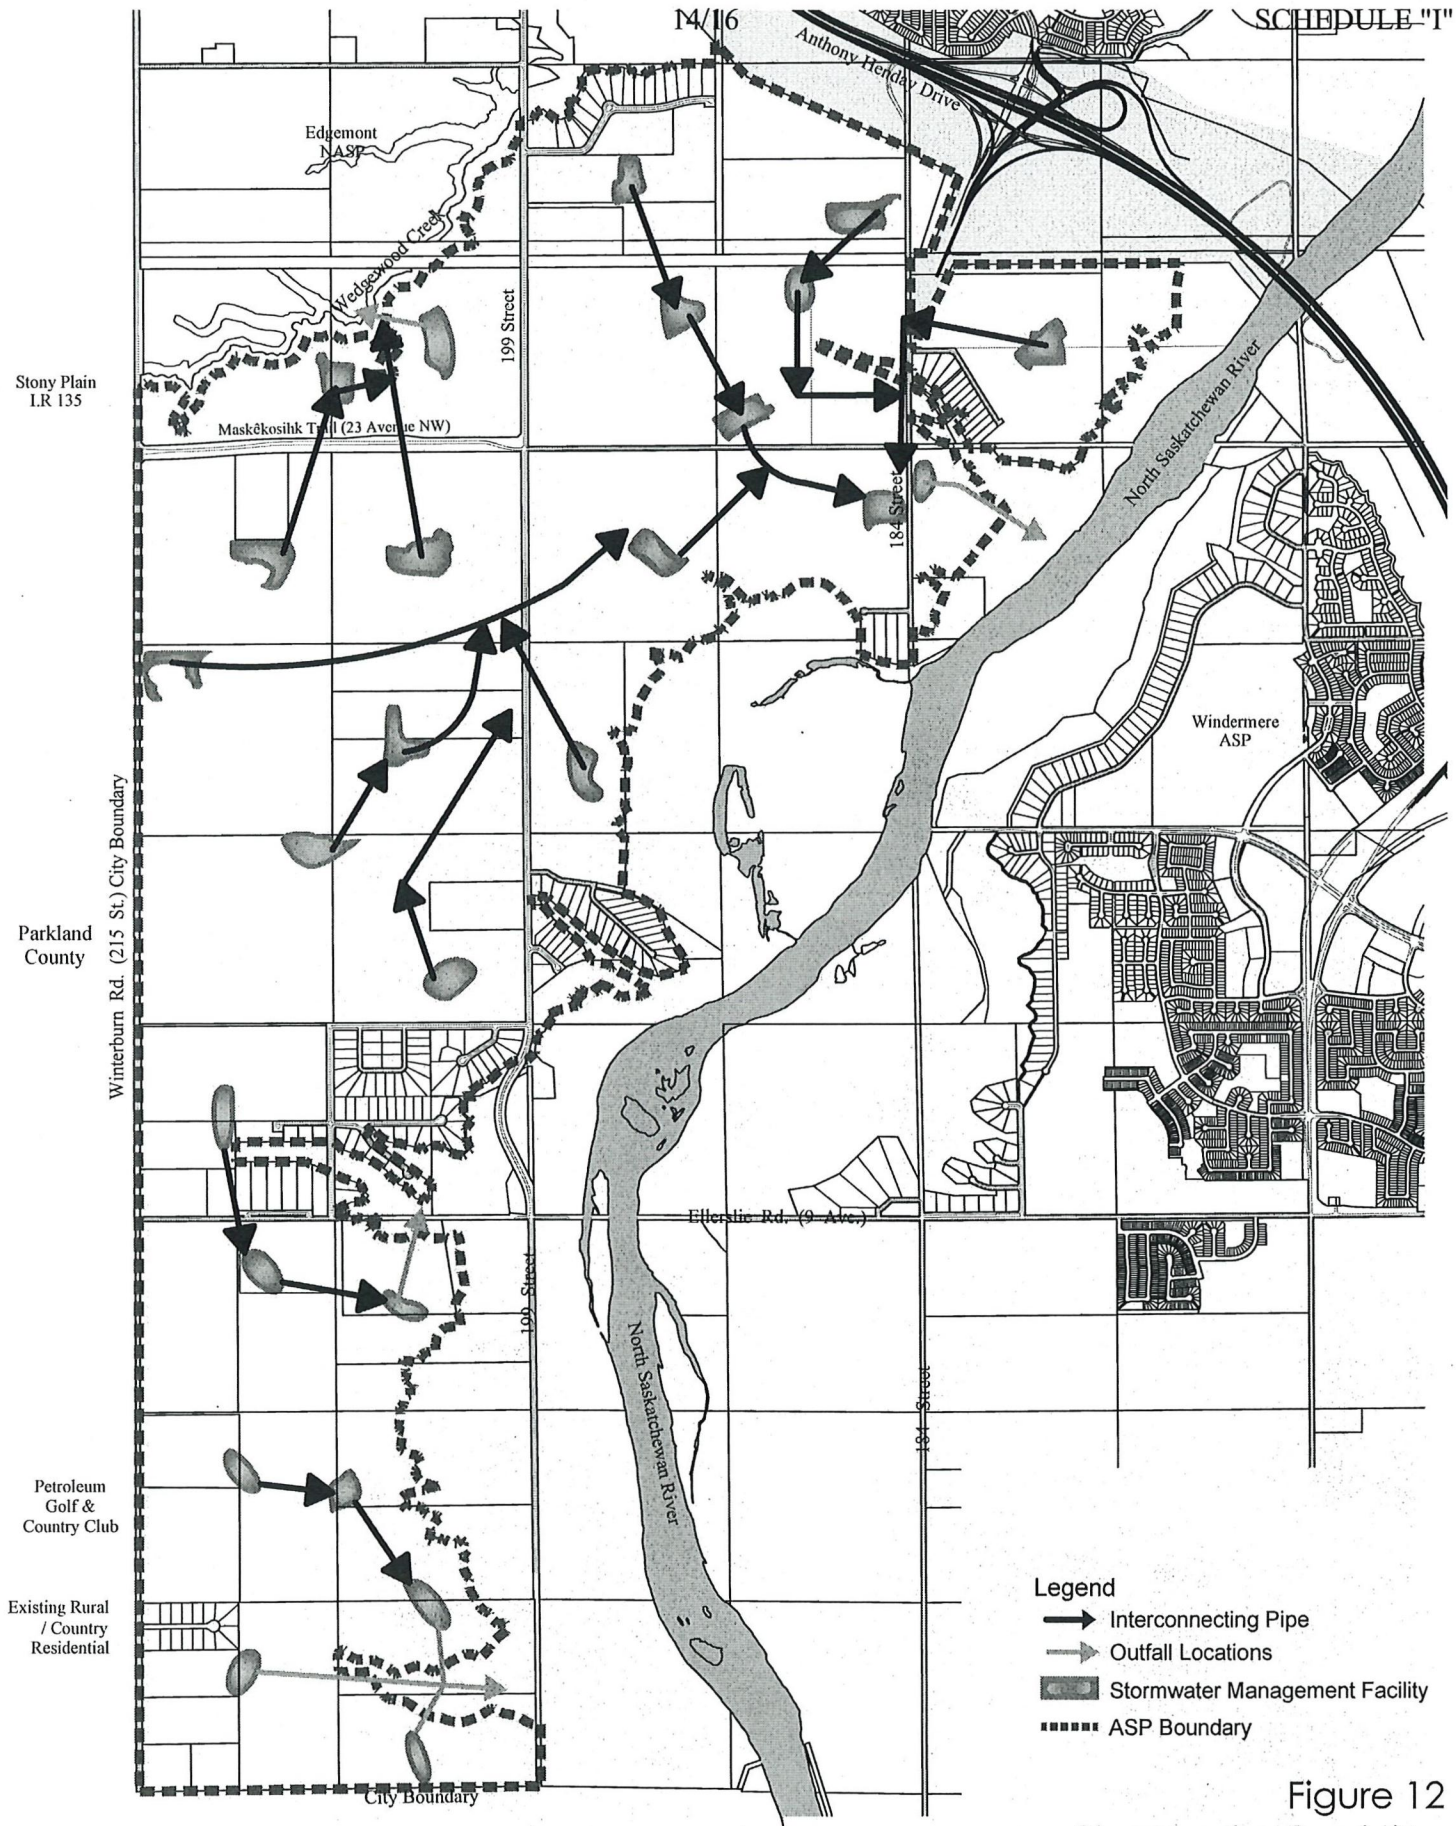 14/16
SCHEDULE "I"
Anthony Henday Drive
Edgemont
NASP
Wedgewood Creek
199 Street
Stony Plain
I.R 135
Maskêkosihk Trail (23 Avenue NW)
North Saskatchewan River
184 Street
Windermere
ASP
Winterburn Rd. (215 St.) City Boundary
Parkland
County
Ellerslie Rd. (9 Ave.)
199 Street
North Saskatchewan River
184 Street
Petroleum
Golf &
Country Club
Existing Rural
/ Country
Residential
Legend
Interconnecting Pipe
Outfall Locations
Stormwater Management Facility
ASP Boundary
City Boundary
Figure 12